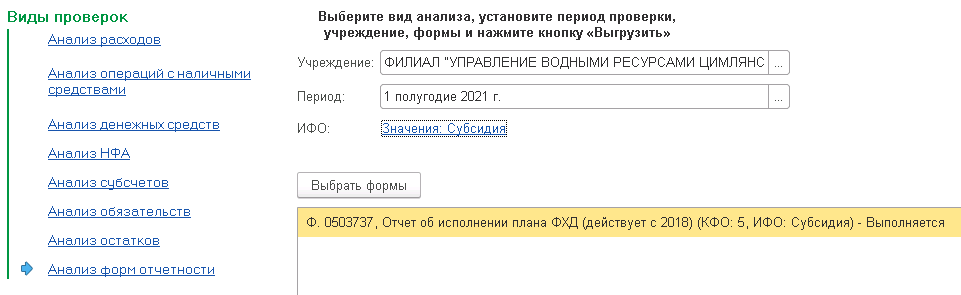 Виды проверок
Анализ расходов
Анализ операций с наличными
средствами
Анализ денежных средств
Анализ НФА
Анализ субсчетов
Анализ обязательств
Анализ остатков
Анализ форм отчетности
Выберите вид анализа, установите период проверки,
учреждение, формы и нажмите кнопку «Выгрузить»
Учреждение: ФИЛИАЛ "УПРАВЛЕНИЕ ВОДНЫМИ РЕСУРСАМИ ЦИМЛЯНС ...
Период: 1 полугодие 2021 г. ...
ИФО: Значения: Субсидия
Выбрать формы
Ф. 0503737, Отчет об исполнении плана ФХД (действует с 2018) (КФО: 5, ИФО: Субсидия) - Выполняется